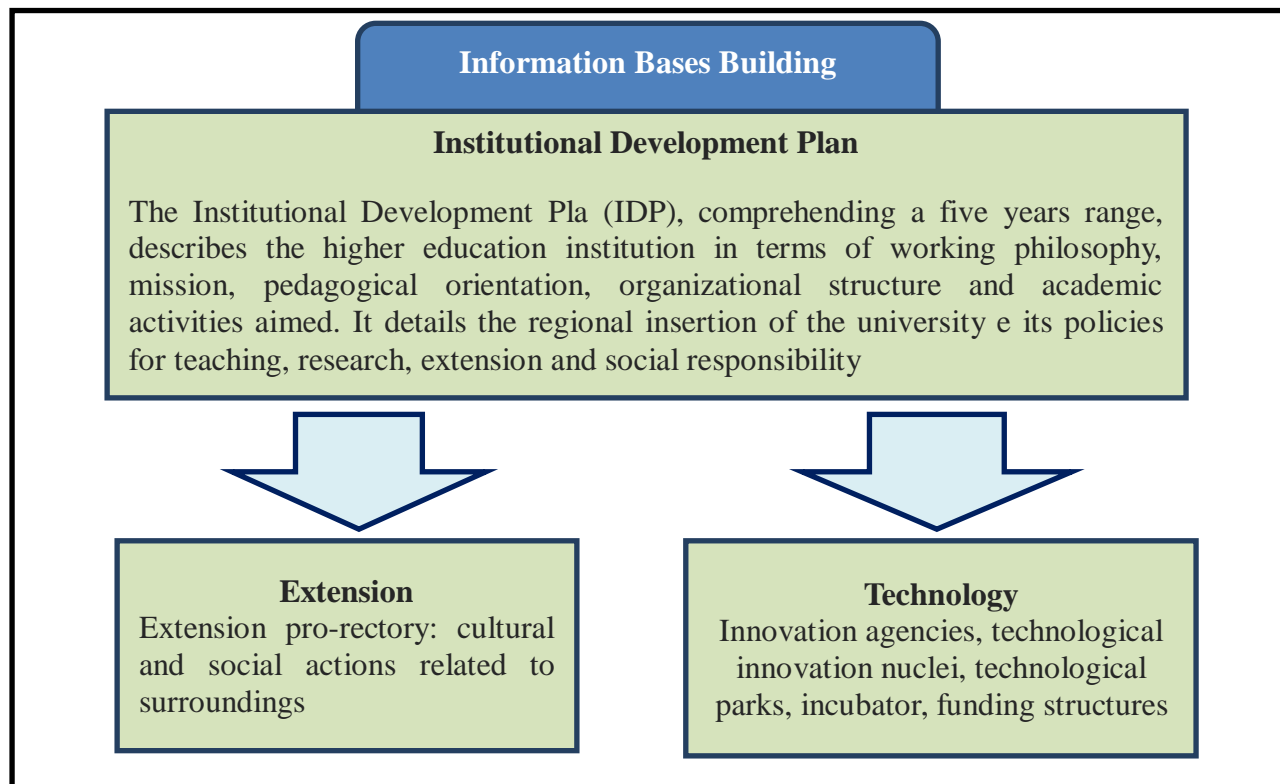 Information Bases Building
Institutional Development Plan
The Institutional Development Pla (IDP), comprehending a five years range,
describes the higher education institution in terms of working philosophy,
mission, pedagogical orientation, organizational structure and academic
activities aimed. It details the regional insertion of the university e its policies
for teaching, research, extension and social responsibility
Extension
Extension pro-rectory: cultural
and social actions related to
surroundings
Technology
Innovation agencies, technological
innovation nuclei, technological
parks, incubator, funding structures